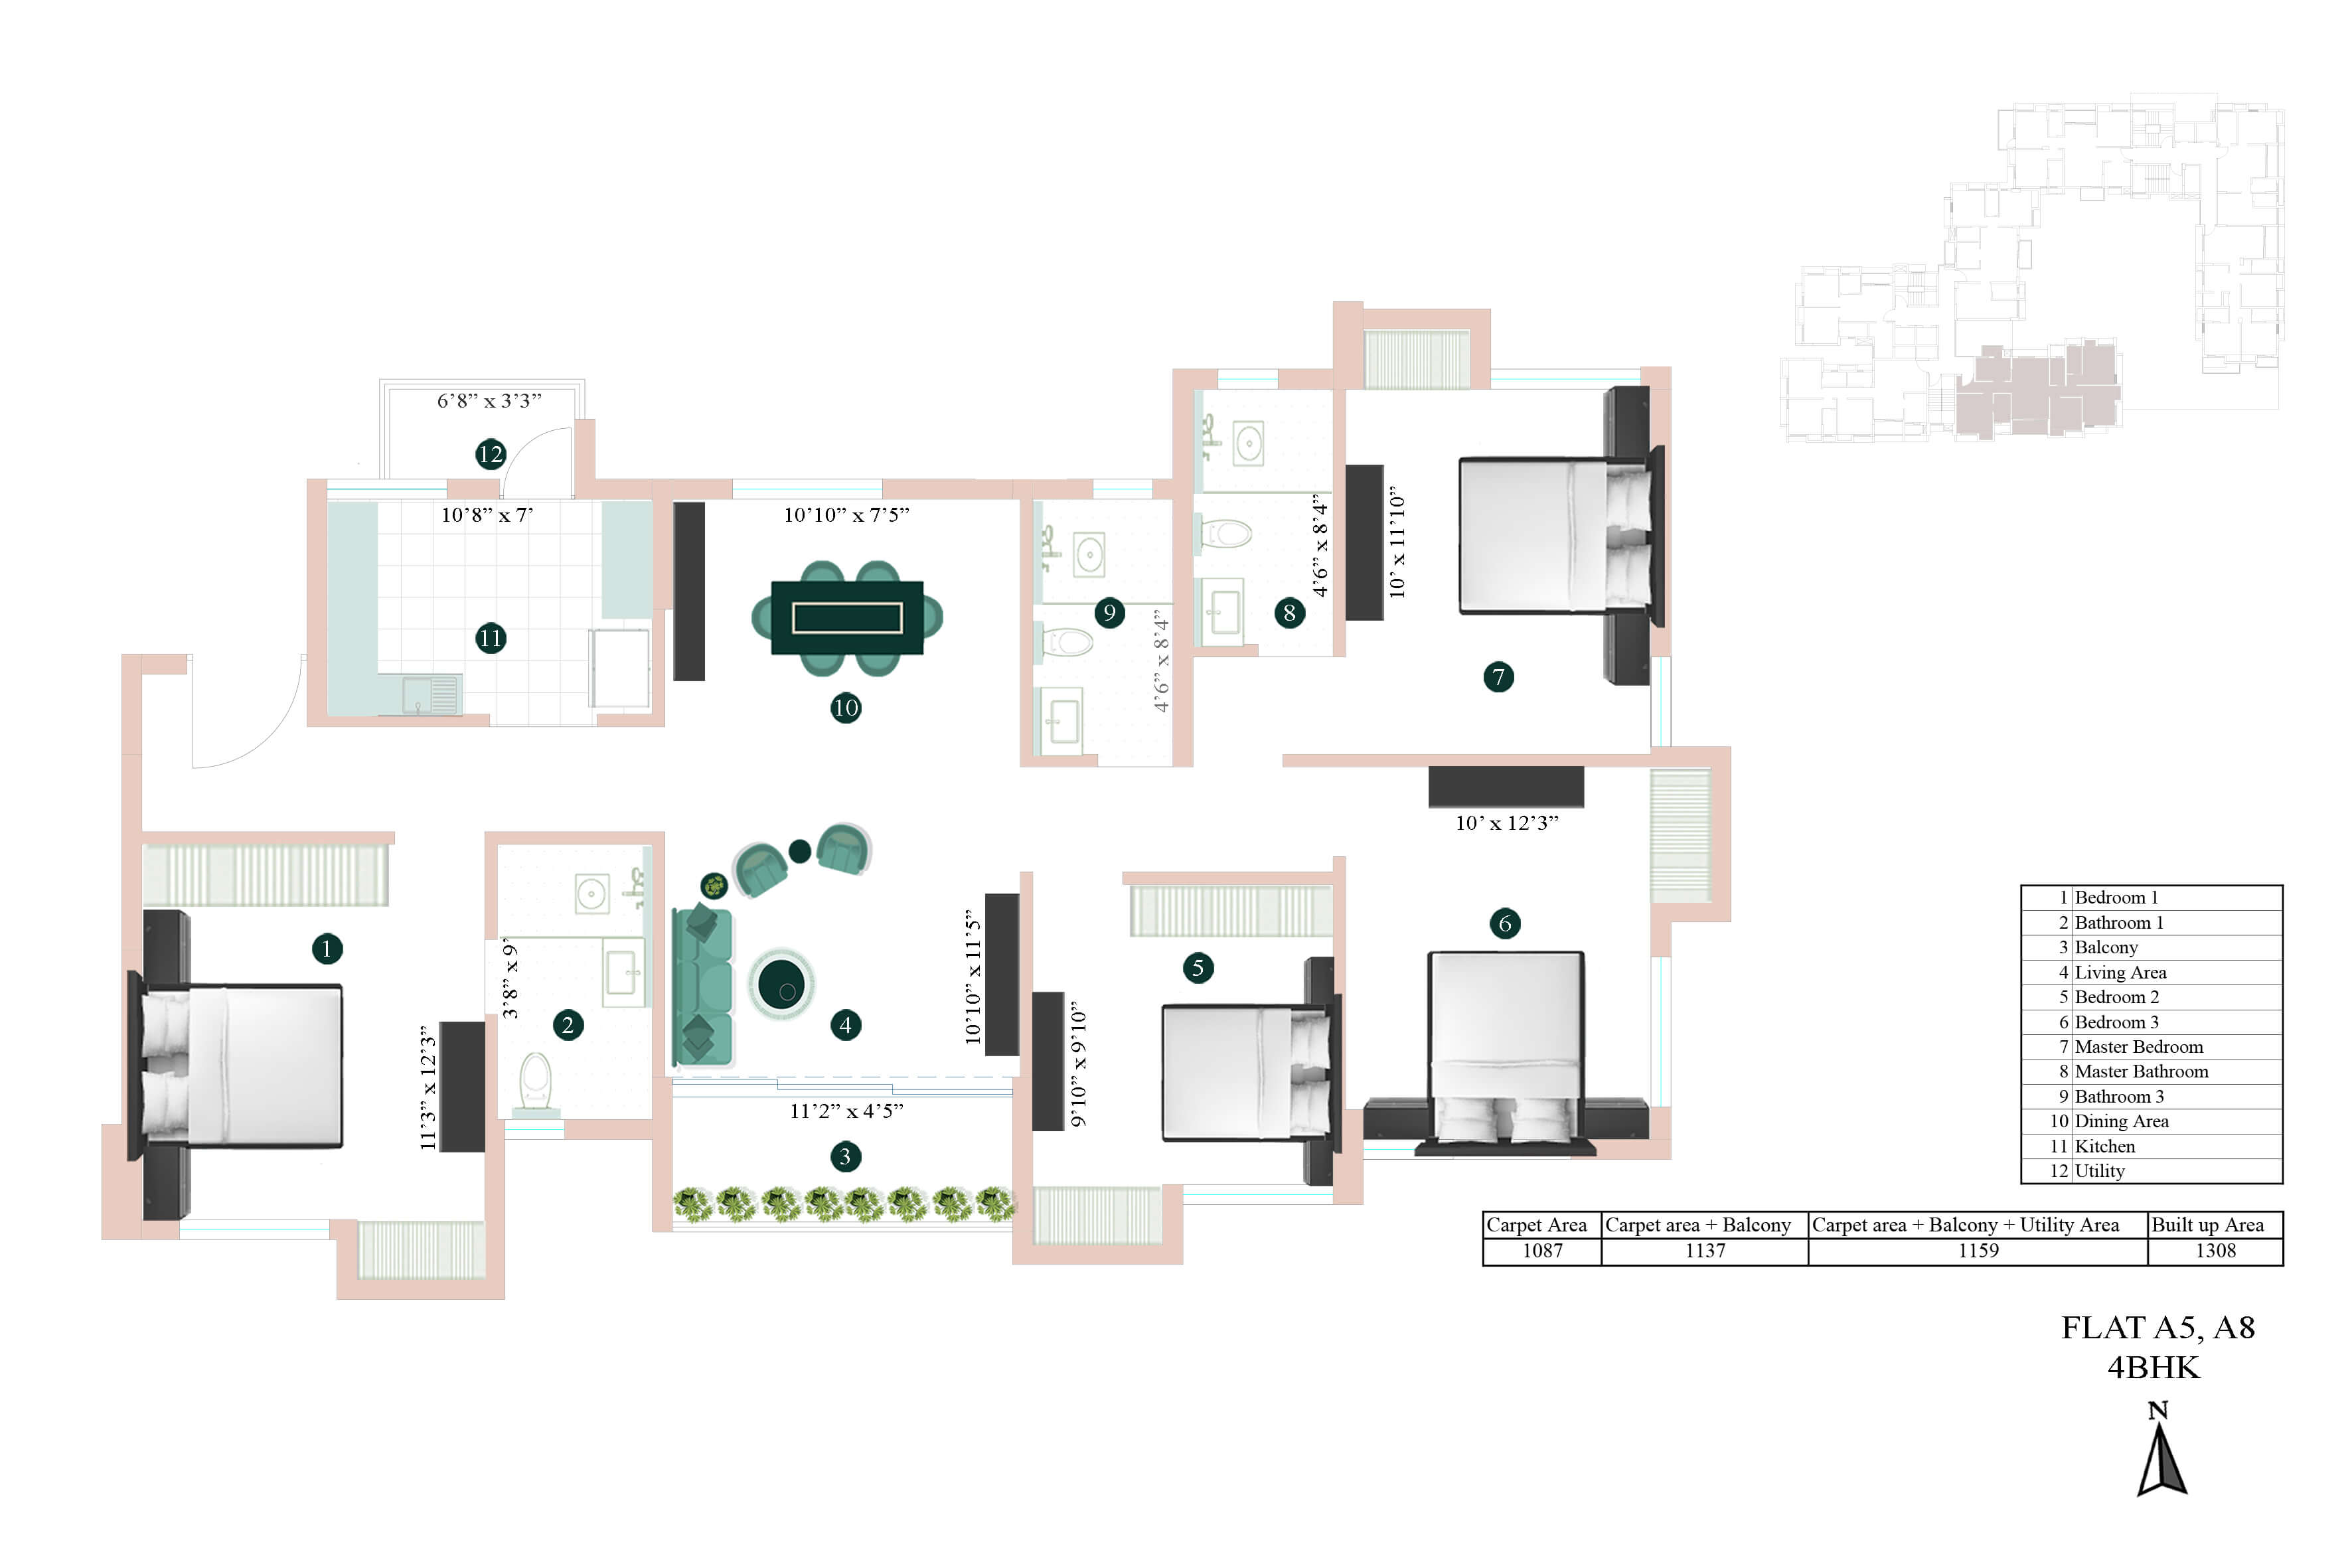 6’8” x 3’3”
12
10’8” x 7’
11
10’10” x 7’5”
10
9
4’6” x 8’4”
4’6” x 8’4”
8
10’ x 11’10”
7
10’ x 12’3”
6
1
11’3” x 12’3”
3’8” x 9’
2
10’10” x 11’5”
4
11’2” x 4’5”
3
9’10” x 9’10”
5
1 Bedroom 1
2 Bathroom 1
3 Balcony
4 Living Area
5 Bedroom 2
6 Bedroom 3
7 Master Bedroom
8 Master Bathroom
9 Bathroom 3
10 Dining Area
11 Kitchen
12 Utility
Carpet Area Carpet area + Balcony Carpet area + Balcony + Utility Area Built up Area
1087 1137 1159 1308
FLAT A5, A8
4BHK
N